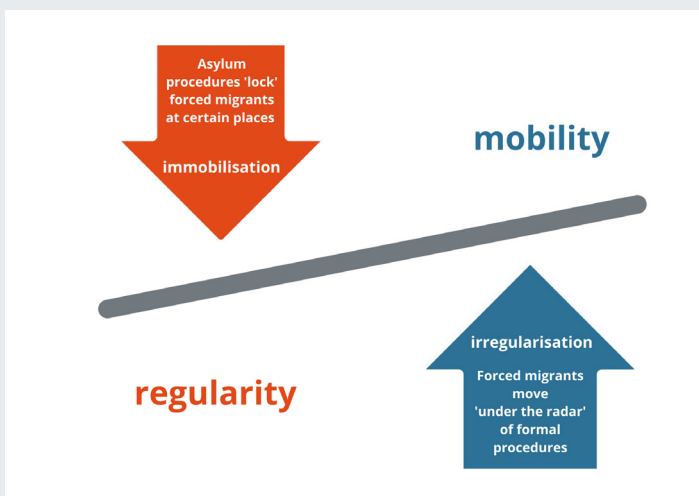 Asylum
procedures 'lock'
forced migrants
at certain places
immobilisation
mobility
regularity
irregularisation
Forced migrants
move
'under the radar'
of formal
procedures